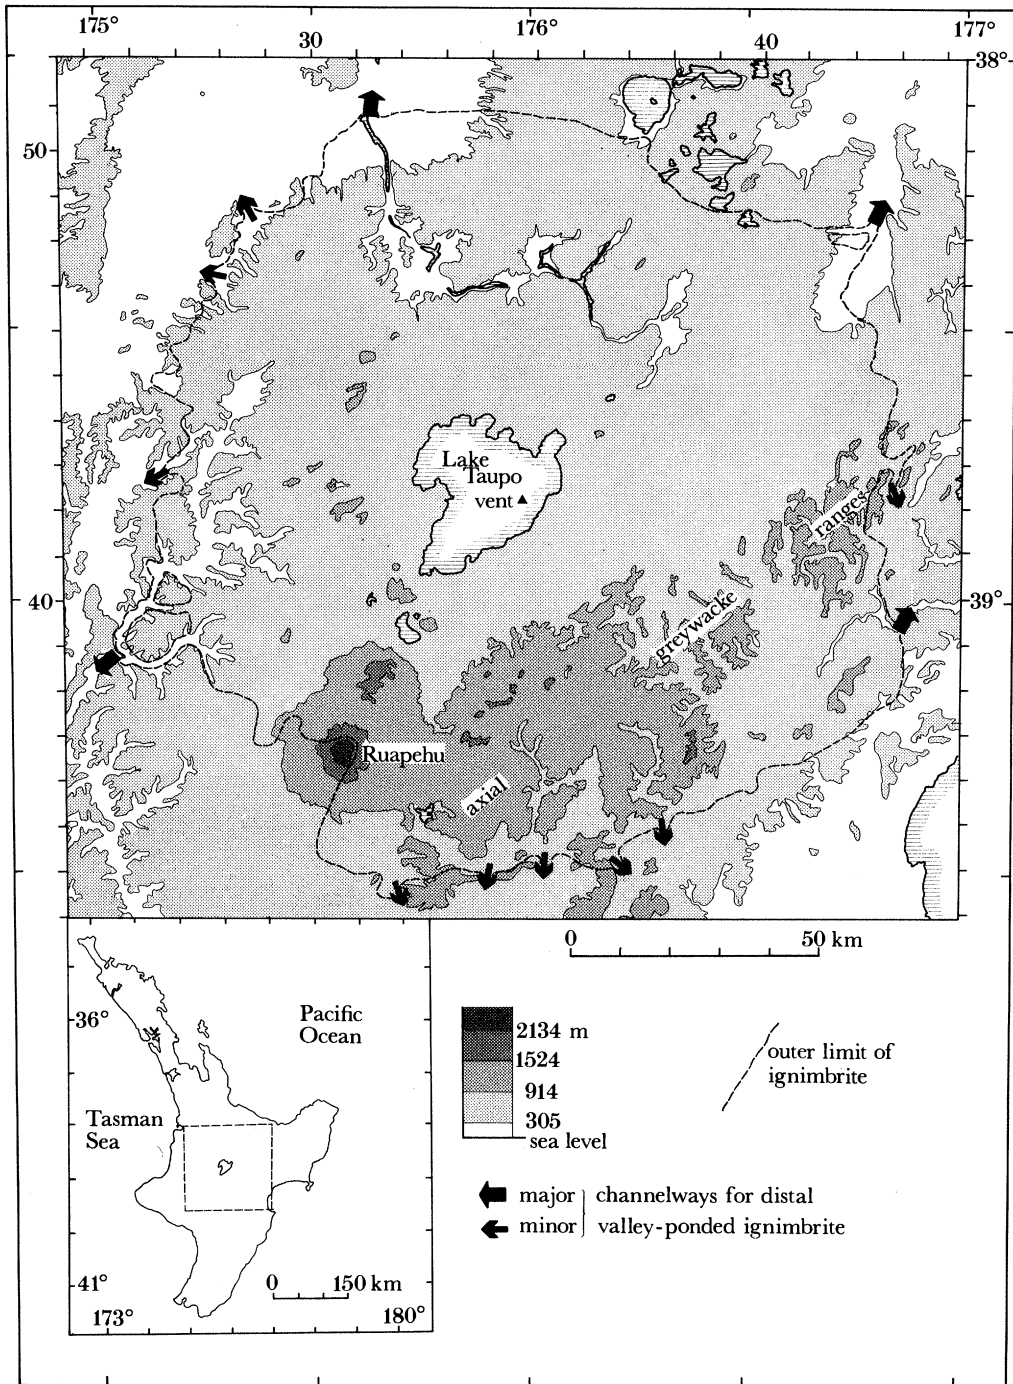 175°
30
176°
40
177°
38°
50
Lake
Taupo
vent
ranges
40
39°
greywacke
Ruapehu
axial
0
50 km
Pacific
Ocean
36°
2134 m
1524
914
305
sea level
outer limit of
ignimbrite
Tasman
Sea
major
channelways for distal
minor
valley-ponded ignimbrite
0
150 km
41°
173°
180°